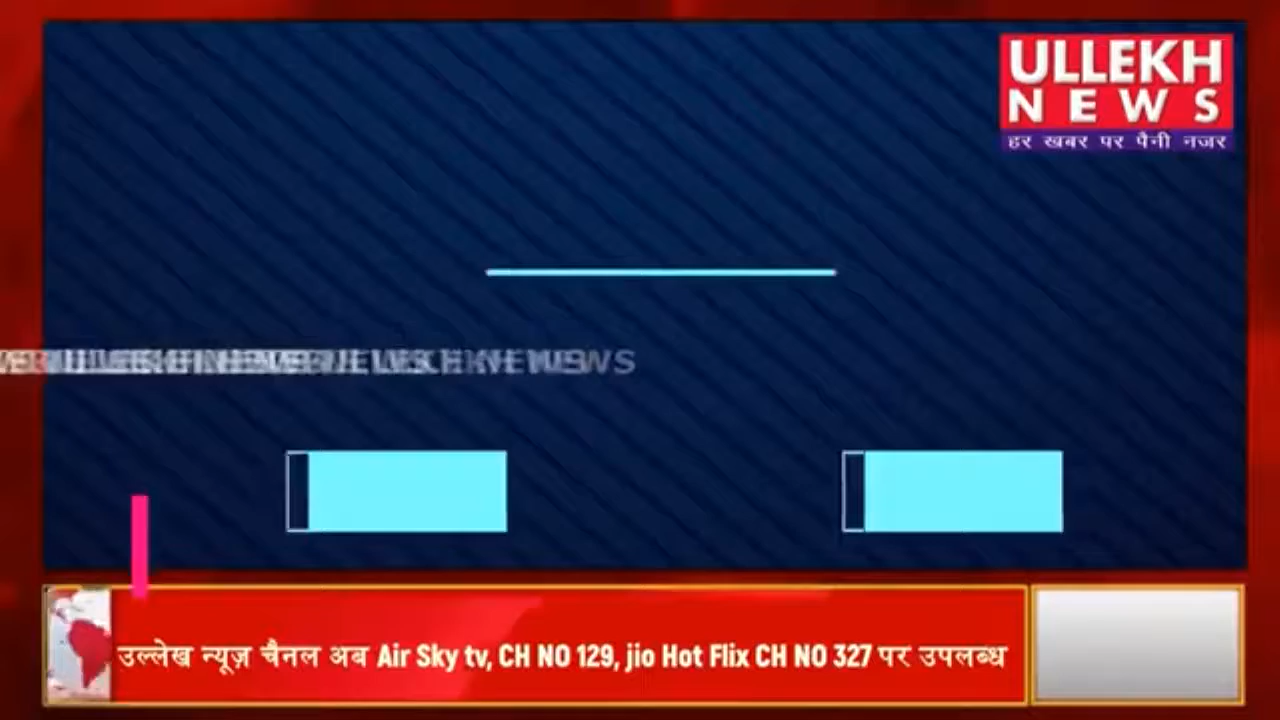 ULLEKH
NEWS
हर खबर पर पैनी नजर
उल्लेख न्यूज़ चैनल अब Air Sky tv, CH NO 129, jio Hot Flix CH NO 327 पर उपलब्ध